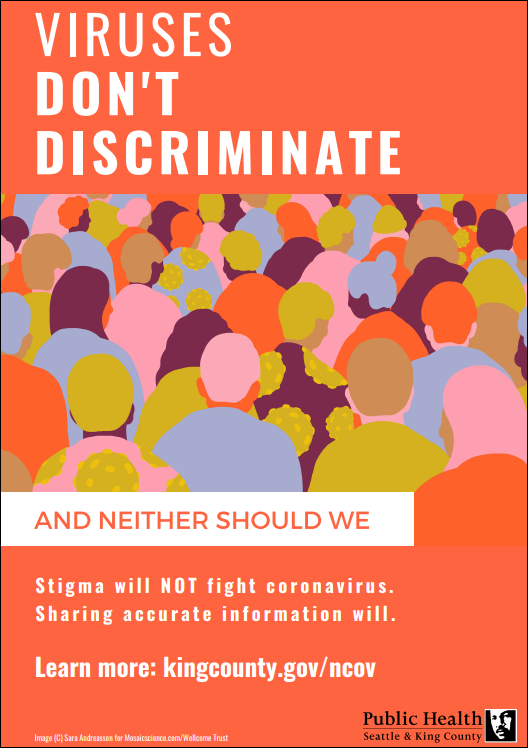 VIRUSES
DON'T
DISCRIMINATE
AND NEITHER SHOULD WE
Stigma will NOT fight coronavirus.
Sharing accurate information will.
Learn more: kingcounty.gov/ncov
Public Health
Seattle & King County
Image (C) Sara Andreasson for Mosaicscience.com/Wellcome Trust